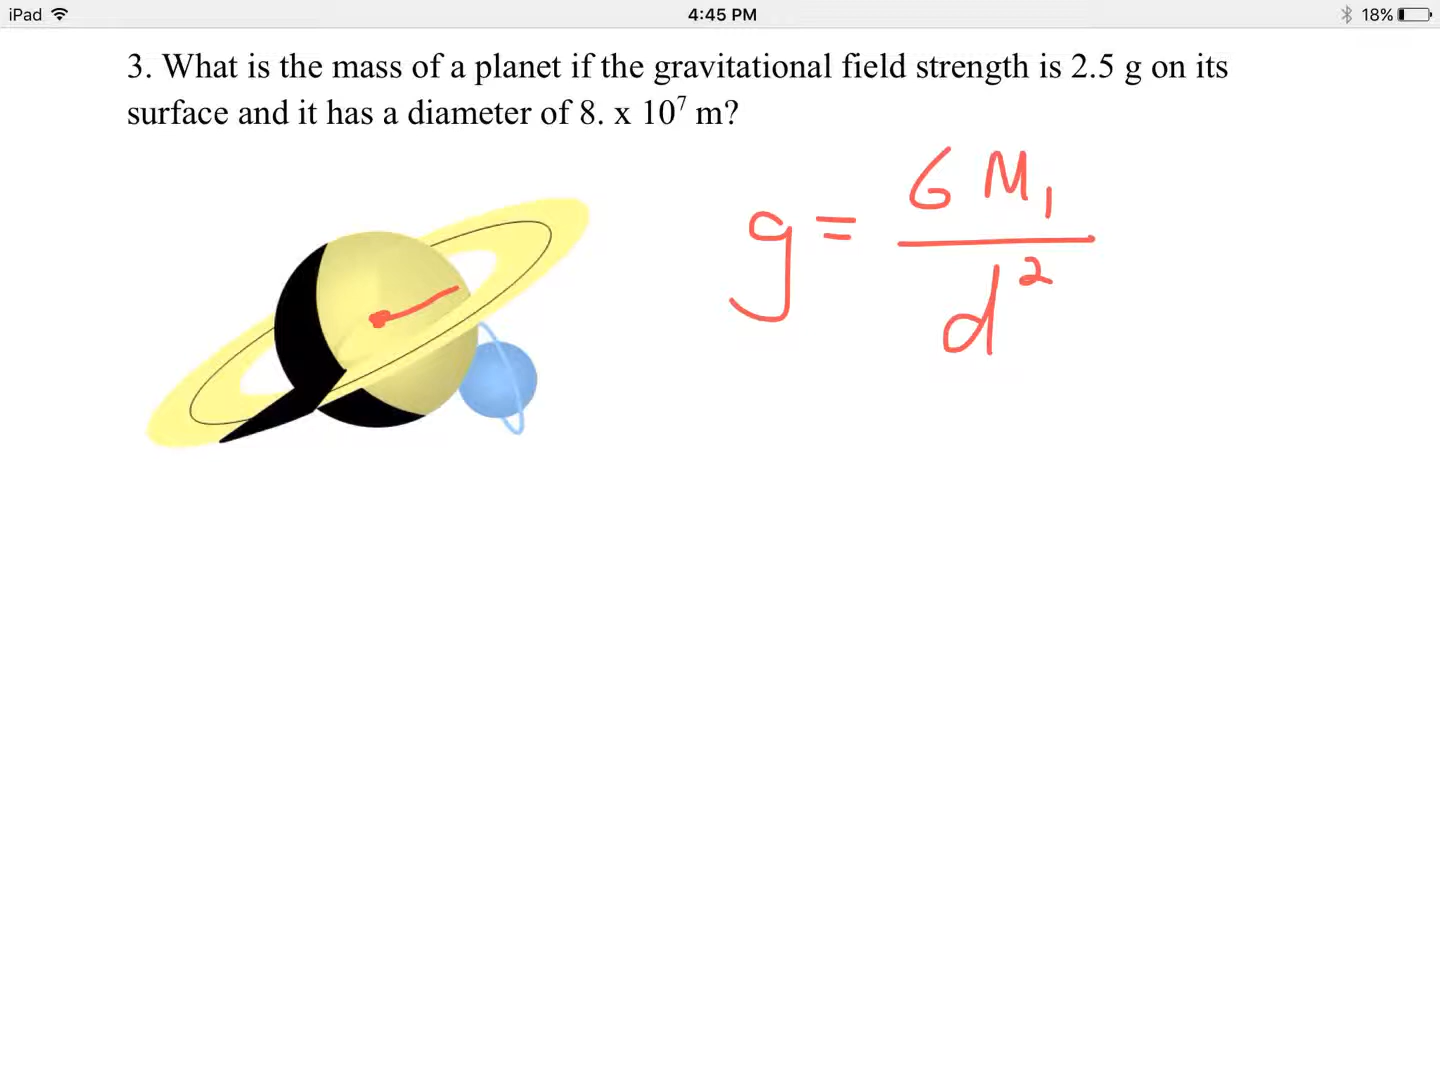 iPad 4:45 PM 18%
3. What is the mass of a planet if the gravitational field strength is 2.5 g on its
surface and it has a diameter of 8. x 10⁷ m?
g = G M₁ / d²